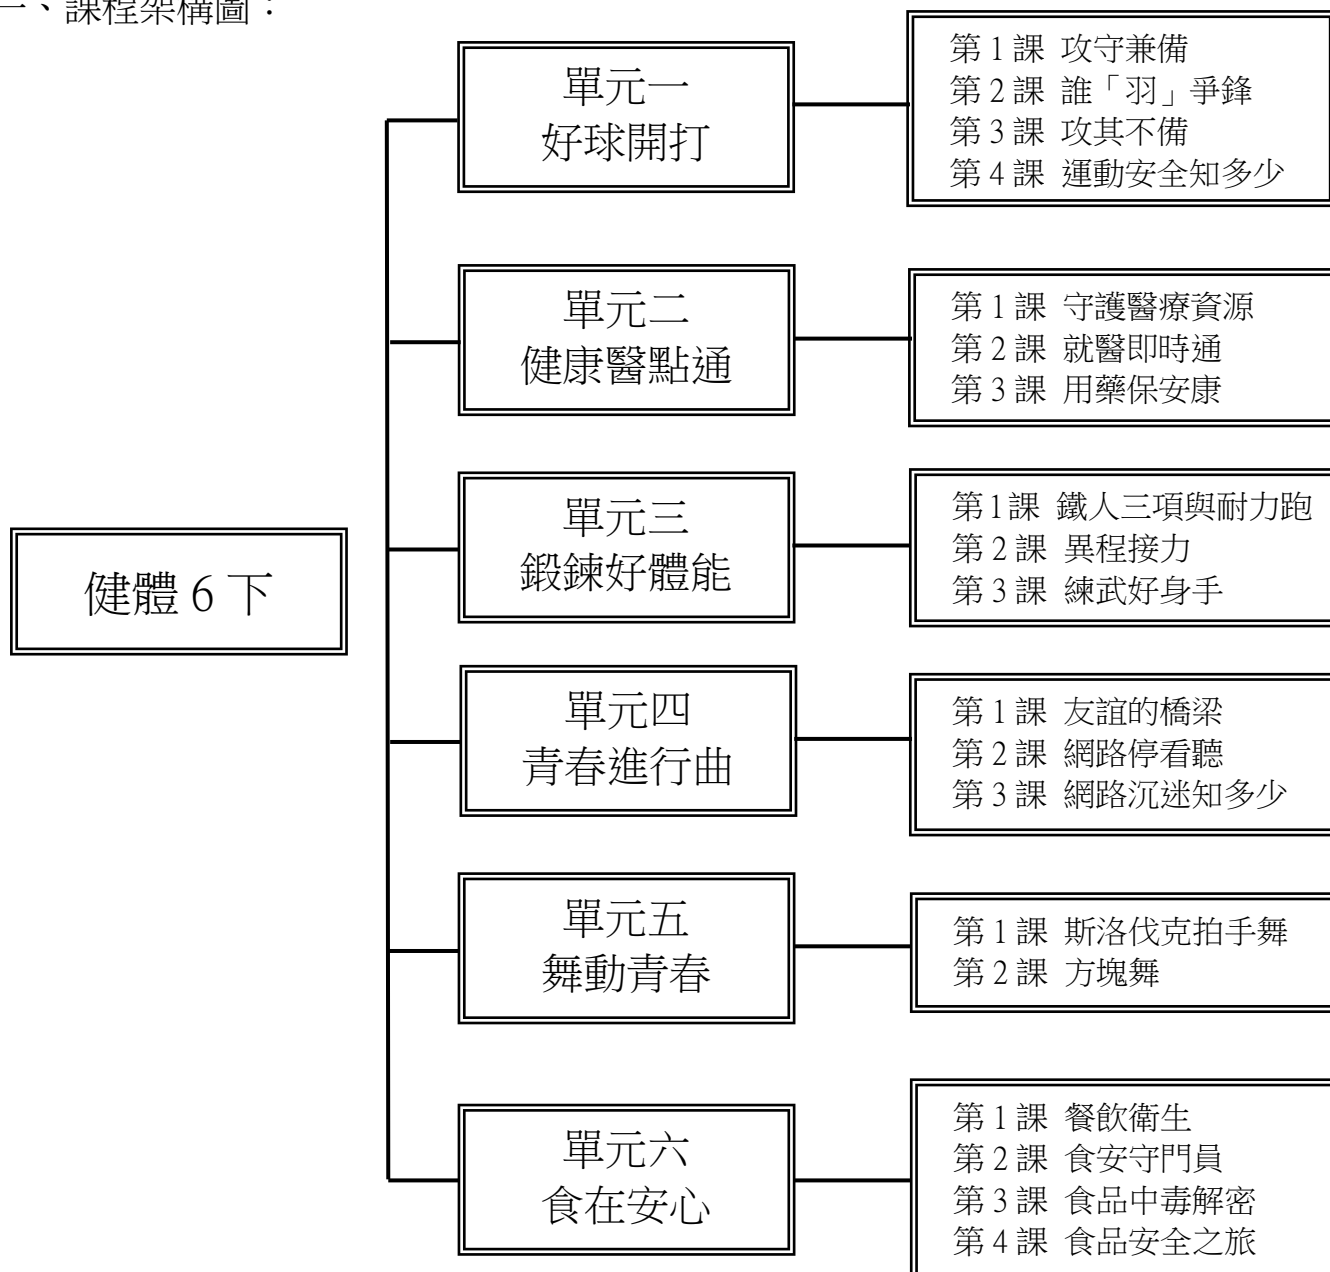 一、課程架構圖：
健體 6 下
單元一
好球開打
第 1 課 攻守兼備
第 2 課 誰「羽」爭鋒
第 3 課 攻其不備
第 4 課 運動安全知多少
單元二
健康醫點通
第 1 課 守護醫療資源
第 2 課 就醫即時通
第 3 課 用藥保安康
單元三
鍛鍊好體能
第 1 課 鐵人三項與耐力跑
第 2 課 異程接力
第 3 課 練武好身手
單元四
青春進行曲
第 1 課 友誼的橋梁
第 2 課 網路停看聽
第 3 課 網路沉迷知多少
單元五
舞動青春
第 1 課 斯洛伐克拍手舞
第 2 課 方塊舞
單元六
食在安心
第 1 課 餐飲衛生
第 2 課 食安守門員
第 3 課 食品中毒解密
第 4 課 食品安全之旅